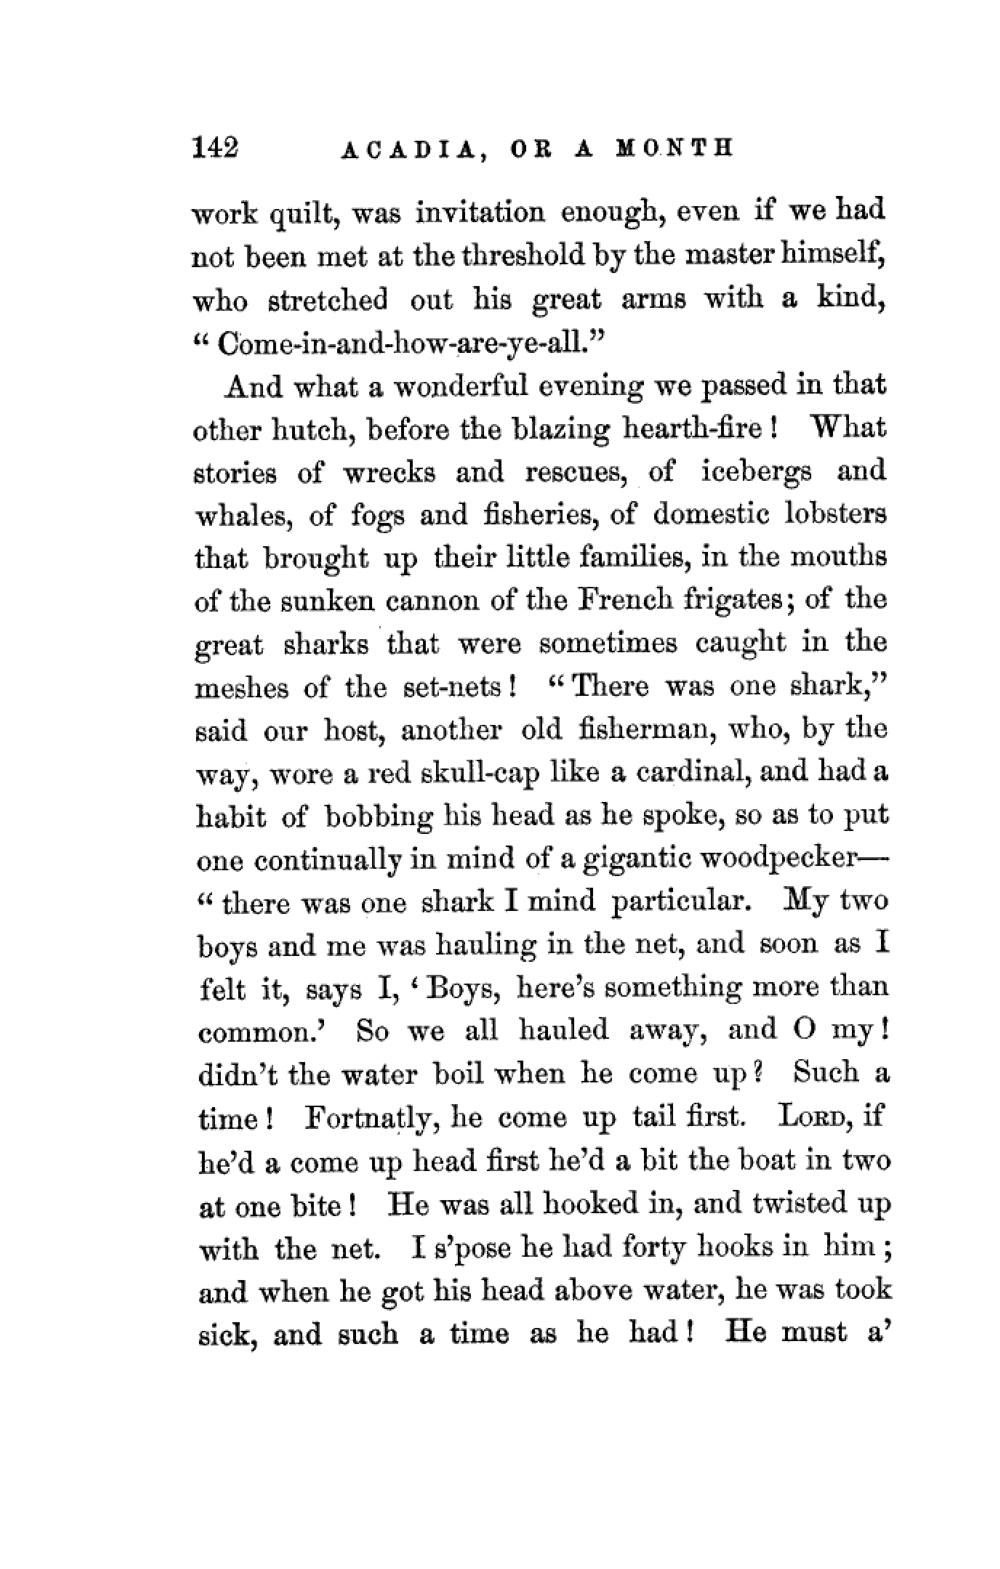 142 ACADIA, OR A MONTH
work quilt, was invitation enough, even if we had
not been met at the threshold by the master himself,
who stretched out his great arms with a kind,
“ Come-in-and-how-are-ye-all.”
And what a wonderful evening we passed in that
other hutch, before the blazing hearth-fire ! What
stories of wrecks and rescues, of icebergs and
whales, of fogs and fisheries, of domestic lobsters
that brought up their little families, in the mouths
of the sunken cannon of the French frigates; of the
great sharks that were sometimes caught in the
meshes of the set-nets ! “ There was one shark,”
said our host, another old fisherman, who, by the
way, wore a red skull-cap like a cardinal, and had a
habit of bobbing his head as he spoke, so as to put
one continually in mind of a gigantic woodpecker—
“ there was one shark I mind particular. My two
boys and me was hauling in the net, and soon as I
felt it, says I, ‘ Boys, here’s something more than
common.’ So we all hauled away, and O my !
didn’t the water boil when he come up ? Such a
time ! Fortnatly, he come up tail first. LORD, if
he’d a come up head first he’d a bit the boat in two
at one bite ! He was all hooked in, and twisted up
with the net. I s’pose he had forty hooks in him ;
and when he got his head above water, he was took
sick, and such a time as he had ! He must a’